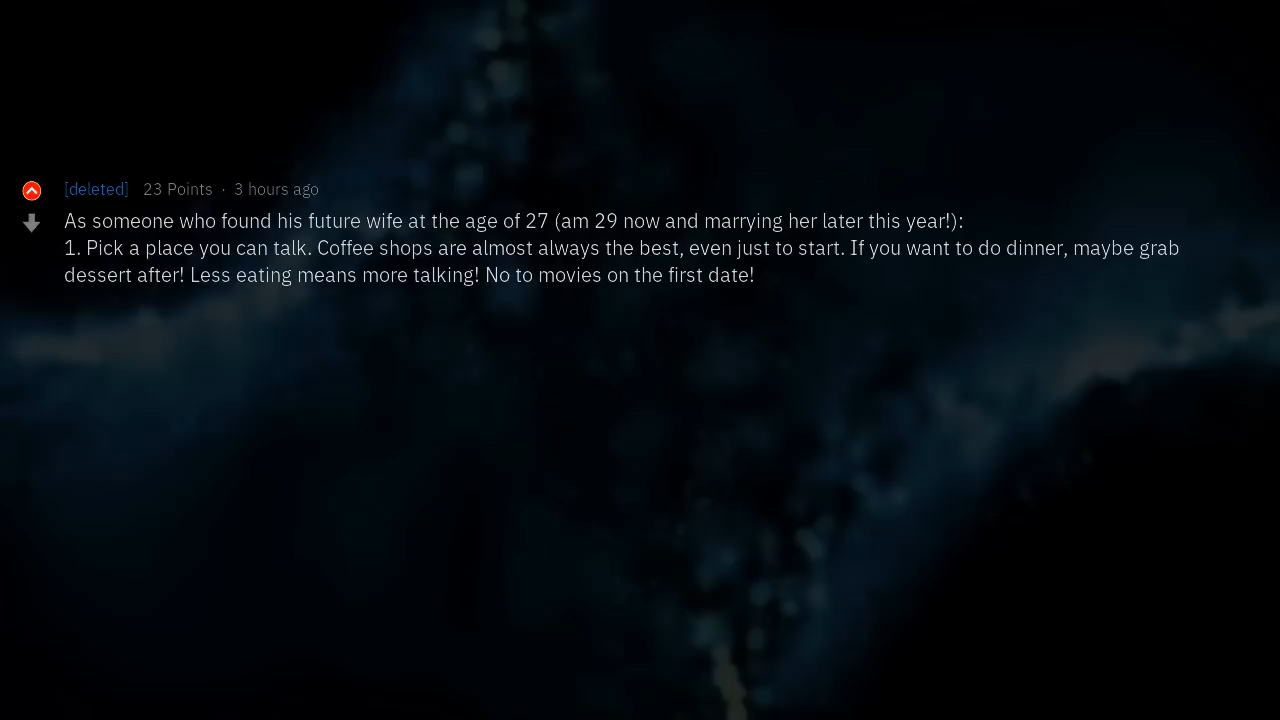 [deleted] 23 Points · 3 hours ago
As someone who found his future wife at the age of 27 (am 29 now and marrying her later this year!):
1. Pick a place you can talk. Coffee shops are almost always the best, even just to start. If you want to do dinner, maybe grab
dessert after! Less eating means more talking! No to movies on the first date!